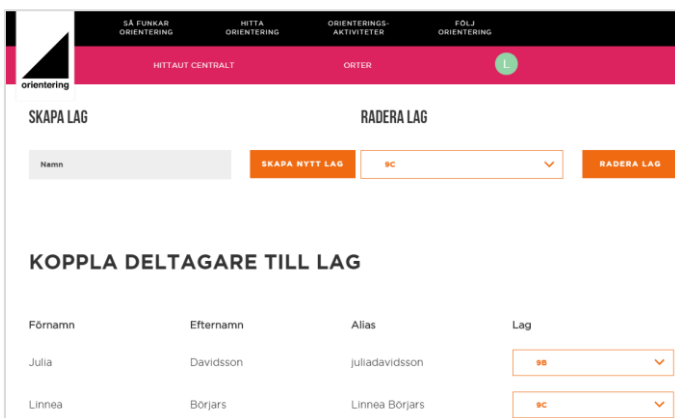 SÅ FUNKAR
ORIENTERING
HITTA
ORIENTERING
ORIENTERINGS-
AKTIVITETER
FÖLJ
ORIENTERING
orientering
HITTAUT CENTRALT
ORTER
L
SKAPA LAG
RADERA LAG
Namn
SKAPA NYTT LAG
9C
RADERA LAG
KOPPLA DELTAGARE TILL LAG
Förnamn Efternamn Alias Lag
Julia Davidsson juliadavidsson 9B
Linnea Börjars Linnea Börjars 9C